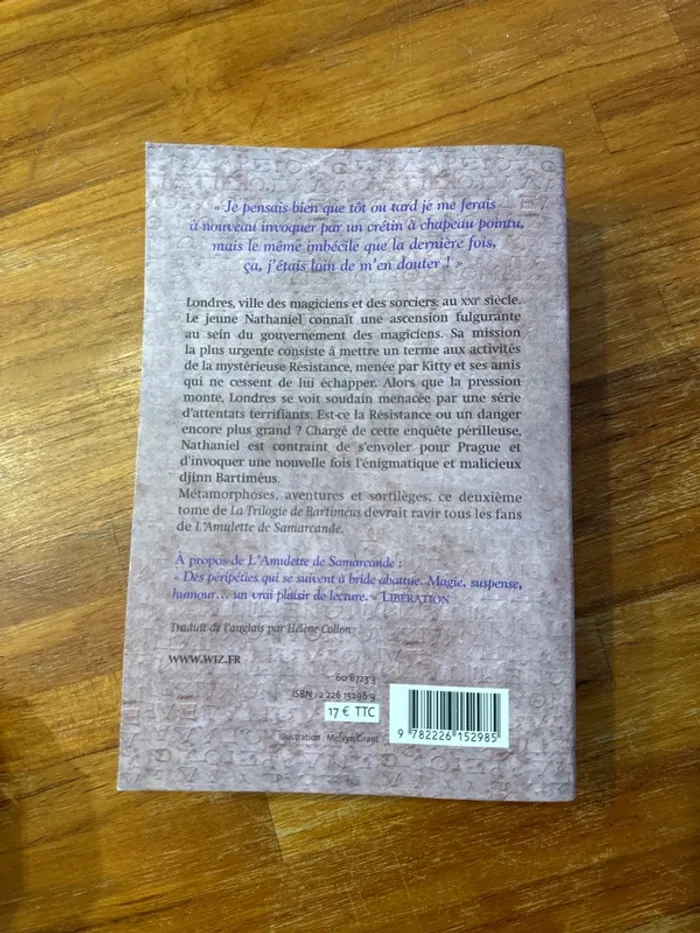 « Je pensais bien que tôt ou tard je me ferais
à nouveau invoquer par un crétin à chapeau pointu,
mais le même imbécile que la dernière fois,
ça, j'étais loin de m'en douter ! »
Londres, ville des magiciens et des sorciers, au XXIe siècle.
Le jeune Nathaniel connaît une ascension fulgurante
au sein du gouvernement des magiciens. Sa mission
la plus urgente consiste à mettre un terme aux activités
de la mystérieuse Résistance, menée par Kitty et ses amis
qui ne cessent de lui échapper. Alors que la pression
monte, Londres se voit soudain menacée par une série
d'attentats terrifiants. Est-ce la Résistance ou un danger
encore plus grand ? Chargé de cette enquête périlleuse,
Nathaniel est contraint de s'envoler pour Prague et
d'invoquer une nouvelle fois l'énigmatique et malicieux
djinn Bartiméus.
Métamorphoses, aventures et sortilèges, ce deuxième
tome de La Trilogie de Bartiméus devrait ravir tous les fans
de L'Amulette de Samarcande.
À propos de L'Amulette de Samarcande :
« Des péripéties qui se suivent à bride abattue. Magie, suspense,
humour... un vrai plaisir de lecture. » LIBÉRATION
Traduit de l'anglais par Hélène Collon
WWW.WIZ.FR
60 8723 3
ISBN : 2 226 15298 9
17 € TTC
Illustration : Melvyn Grant
9 782226 152985